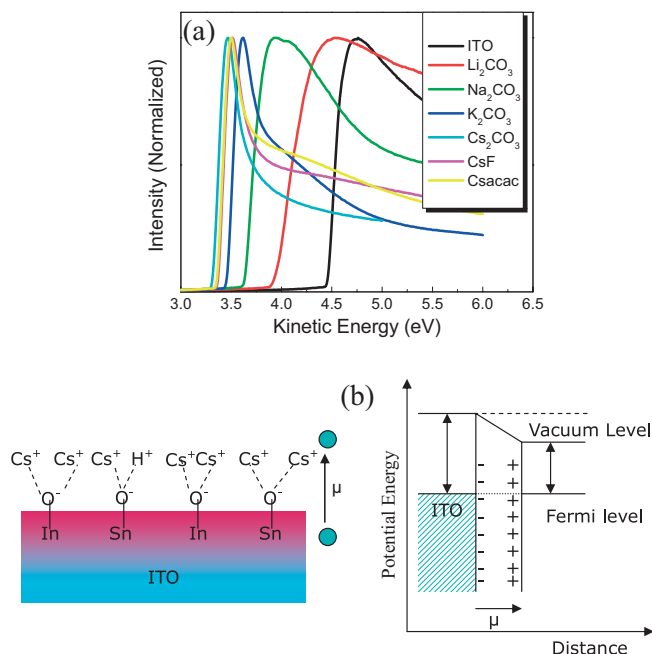 (a)
ITO
Li₂CO₃
Na₂CO₃
K₂CO₃
Cs₂CO₃
CsF
Csacac
Intensity (Normalized)
3.0 3.5 4.0 4.5 5.0 5.5 6.0 6.5
Kinetic Energy (eV)
(b)
Cs⁺ Cs⁺ Cs⁺ H⁺ Cs⁺ Cs⁺ Cs⁺ Cs⁺
μ
O⁻ O⁻ O⁻ O⁻
In Sn In Sn
ITO
Potential Energy
Vacuum Level
ITO
Fermi level
- - - - - - - -
+ + + + + + + +
μ
Distance